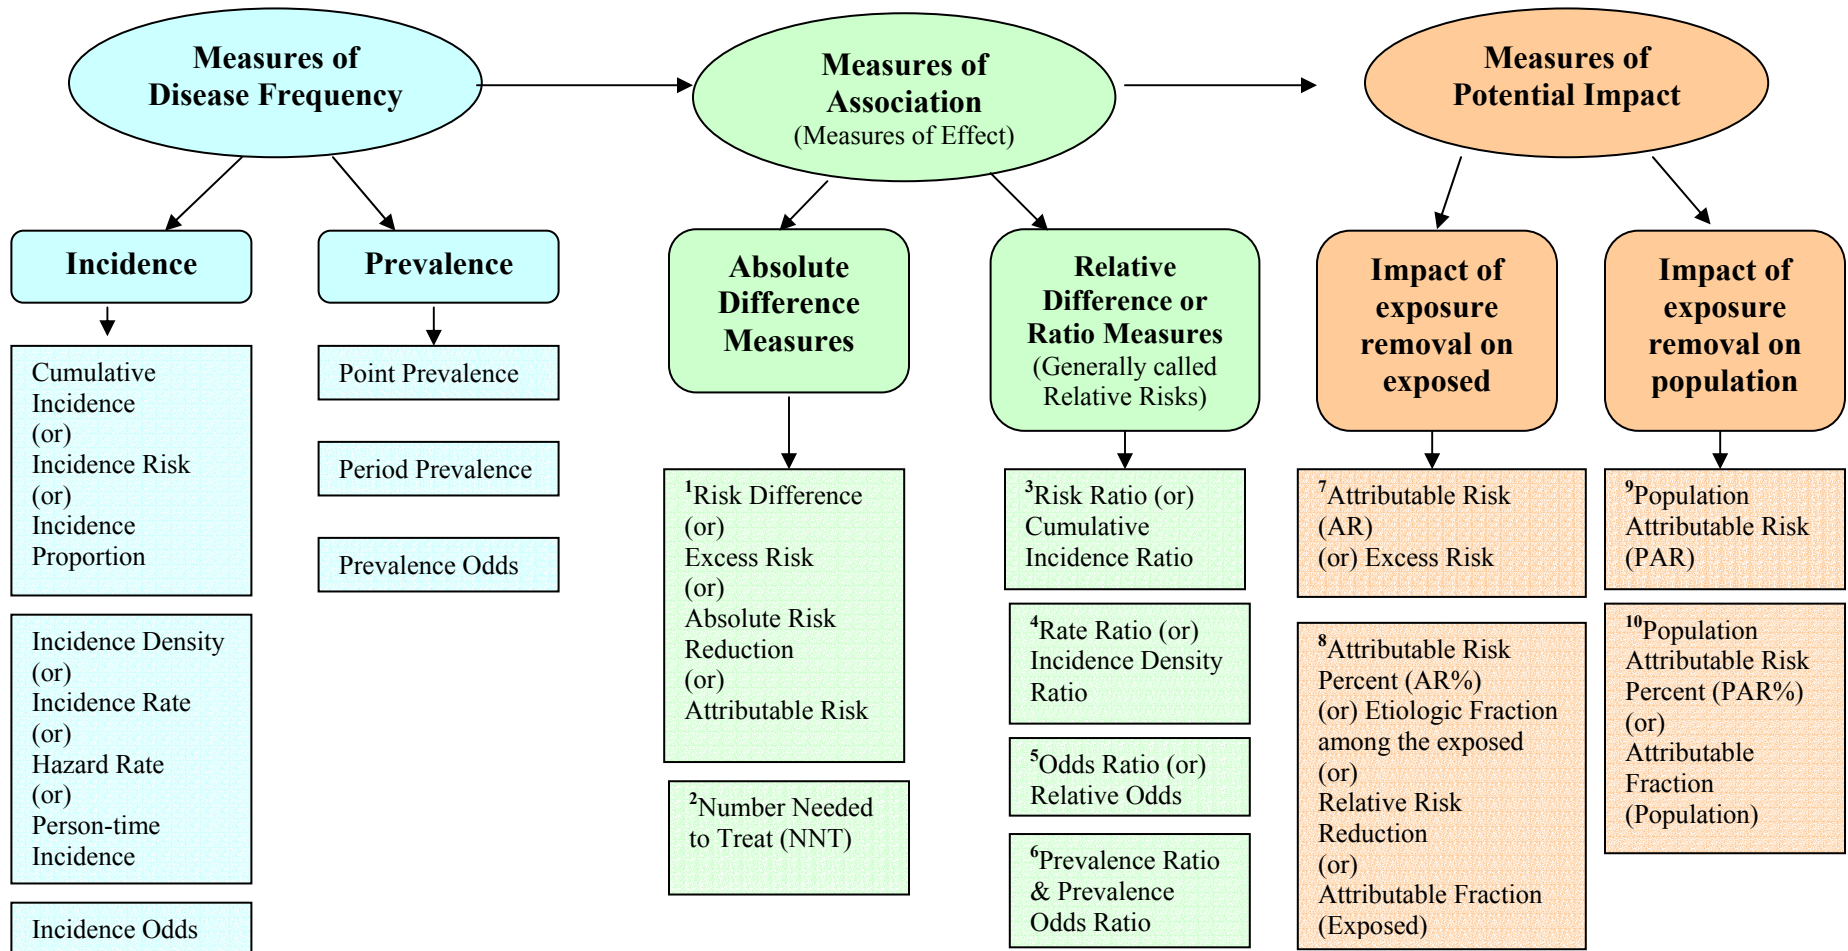 Measures of
Disease Frequency
Measures of
Association
(Measures of Effect)
Measures of
Potential Impact
Incidence
Prevalence
Absolute
Difference
Measures
Relative
Difference or
Ratio Measures
(Generally called
Relative Risks)
Impact of
exposure
removal on
exposed
Impact of
exposure
removal on
population
Cumulative
Incidence
(or)
Incidence Risk
(or)
Incidence
Proportion
Incidence Density
(or)
Incidence Rate
(or)
Hazard Rate
(or)
Person-time
Incidence
Incidence Odds
Point Prevalence
Period Prevalence
Prevalence Odds
¹Risk Difference
(or)
Excess Risk
(or)
Absolute Risk
Reduction
(or)
Attributable Risk
²Number Needed
to Treat (NNT)
³Risk Ratio (or)
Cumulative
Incidence Ratio
⁴Rate Ratio (or)
Incidence Density
Ratio
⁵Odds Ratio (or)
Relative Odds
⁶Prevalence Ratio
& Prevalence
Odds Ratio
⁷Attributable Risk
(AR)
(or) Excess Risk
⁸Attributable Risk
Percent (AR%)
(or) Etiologic Fraction
among the exposed
(or)
Relative Risk
Reduction
(or)
Attributable Fraction
(Exposed)
⁹Population
Attributable Risk
(PAR)
¹⁰Population
Attributable Risk
Percent (PAR%)
(or)
Attributable
Fraction
(Population)